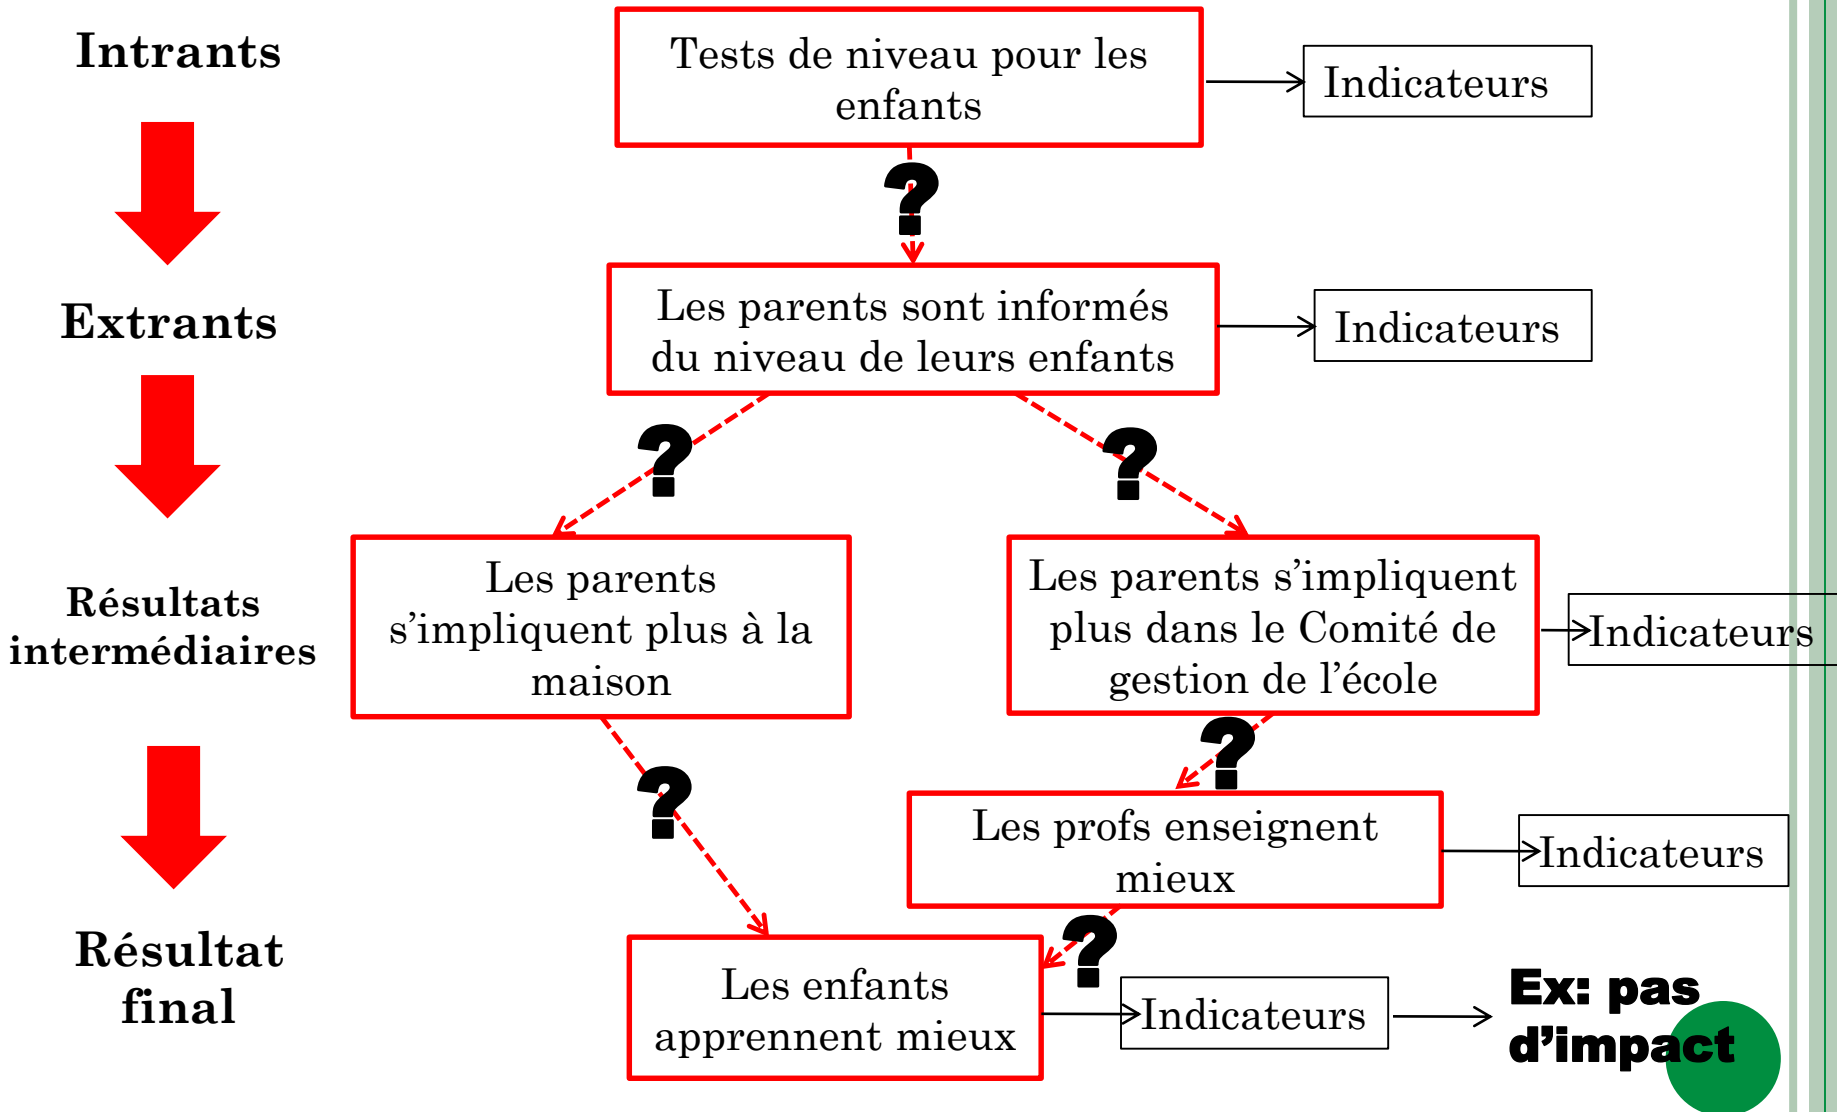 Intrants
Tests de niveau pour les
enfants
Indicateurs
?
Extrants
Les parents sont informés
du niveau de leurs enfants
Indicateurs
?
?
Résultats
intermédiaires
Les parents
s’impliquent plus à la
maison
Les parents s’impliquent
plus dans le Comité de
gestion de l’école
Indicateurs
?
?
Les profs enseignent
mieux
Indicateurs
?
Résultat
final
Les enfants
apprennent mieux
Indicateurs
Ex: pas
d’impact